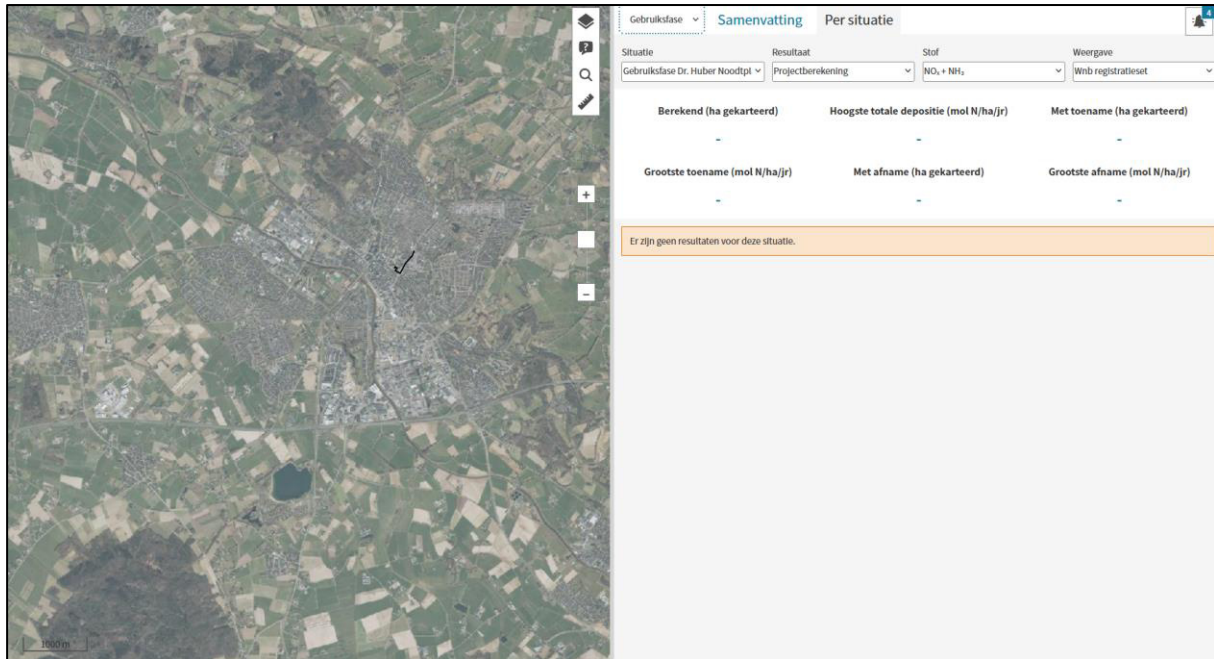 Gebruiksfase Samenvatting Per situatie 4
Situatie Resultaat Stof Weergave
Gebruiksfase Dr. Huber Noodtpl Projectberekening NOₓ + NH₃ Wnb registratieset
Berekend (ha gekarteerd) Hoogste totale depositie (mol N/ha/jr) Met toename (ha gekarteerd)
- - -
Grootste toename (mol N/ha/jr) Met afname (ha gekarteerd) Grootste afname (mol N/ha/jr)
- - -
Er zijn geen resultaten voor deze situatie.
?
+
−
1000 m